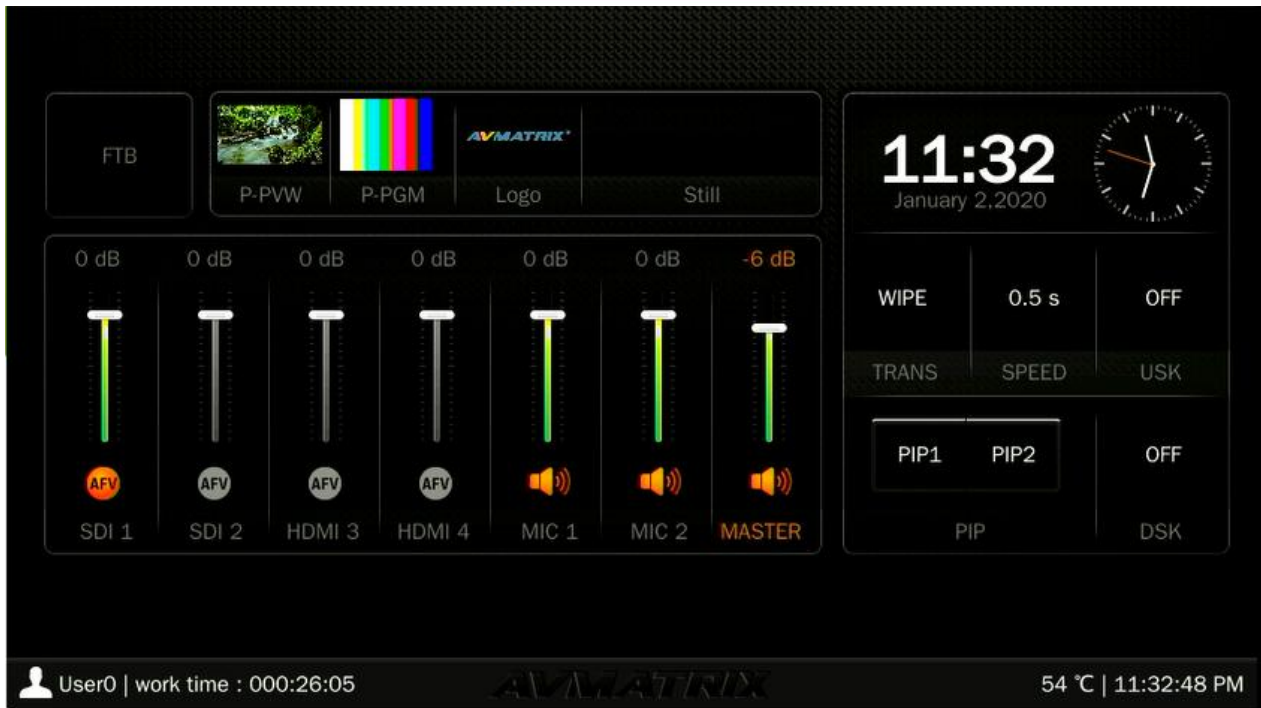 FTB
AVMATRIX
P-PVW P-PGM Logo Still
0 dB 0 dB 0 dB 0 dB 0 dB 0 dB -6 dB
AFV AFV AFV AFV
SDI 1 SDI 2 HDMI 3 HDMI 4 MIC 1 MIC 2 MASTER
11:32
January 2,2020
WIPE 0.5 s OFF
TRANS SPEED USK
PIP1 PIP2 OFF
PIP DSK
User0 | work time : 000:26:05
AVMATRIX
54 ℃ | 11:32:48 PM